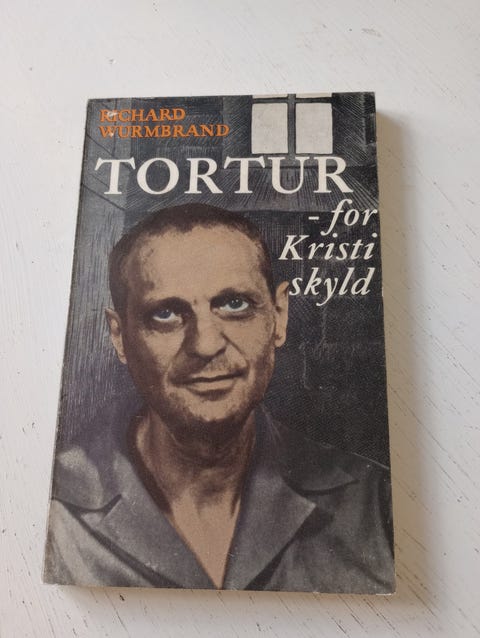 RICHARD
WURMBRAND
TORTUR
- for
Kristi
skyld